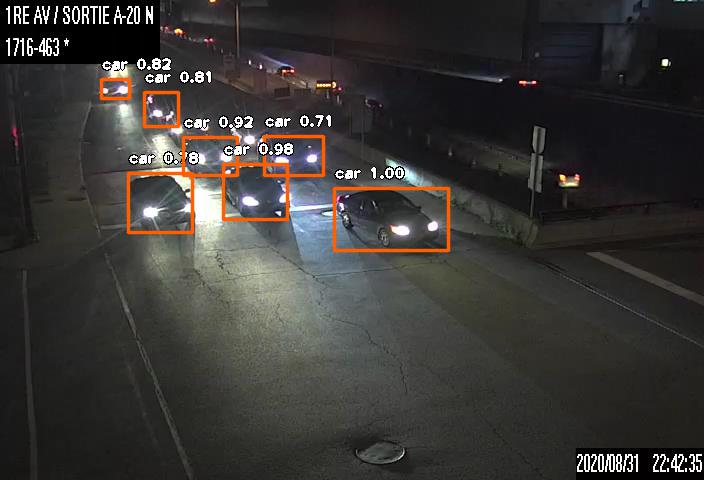 1RE AV / SORTIE A-20 N
1716-463 *
car 0.82
car 0.81
car 0.92
car 0.71
car 0.98
car 0.78
car 1.00
2020/08/31 22:42:35